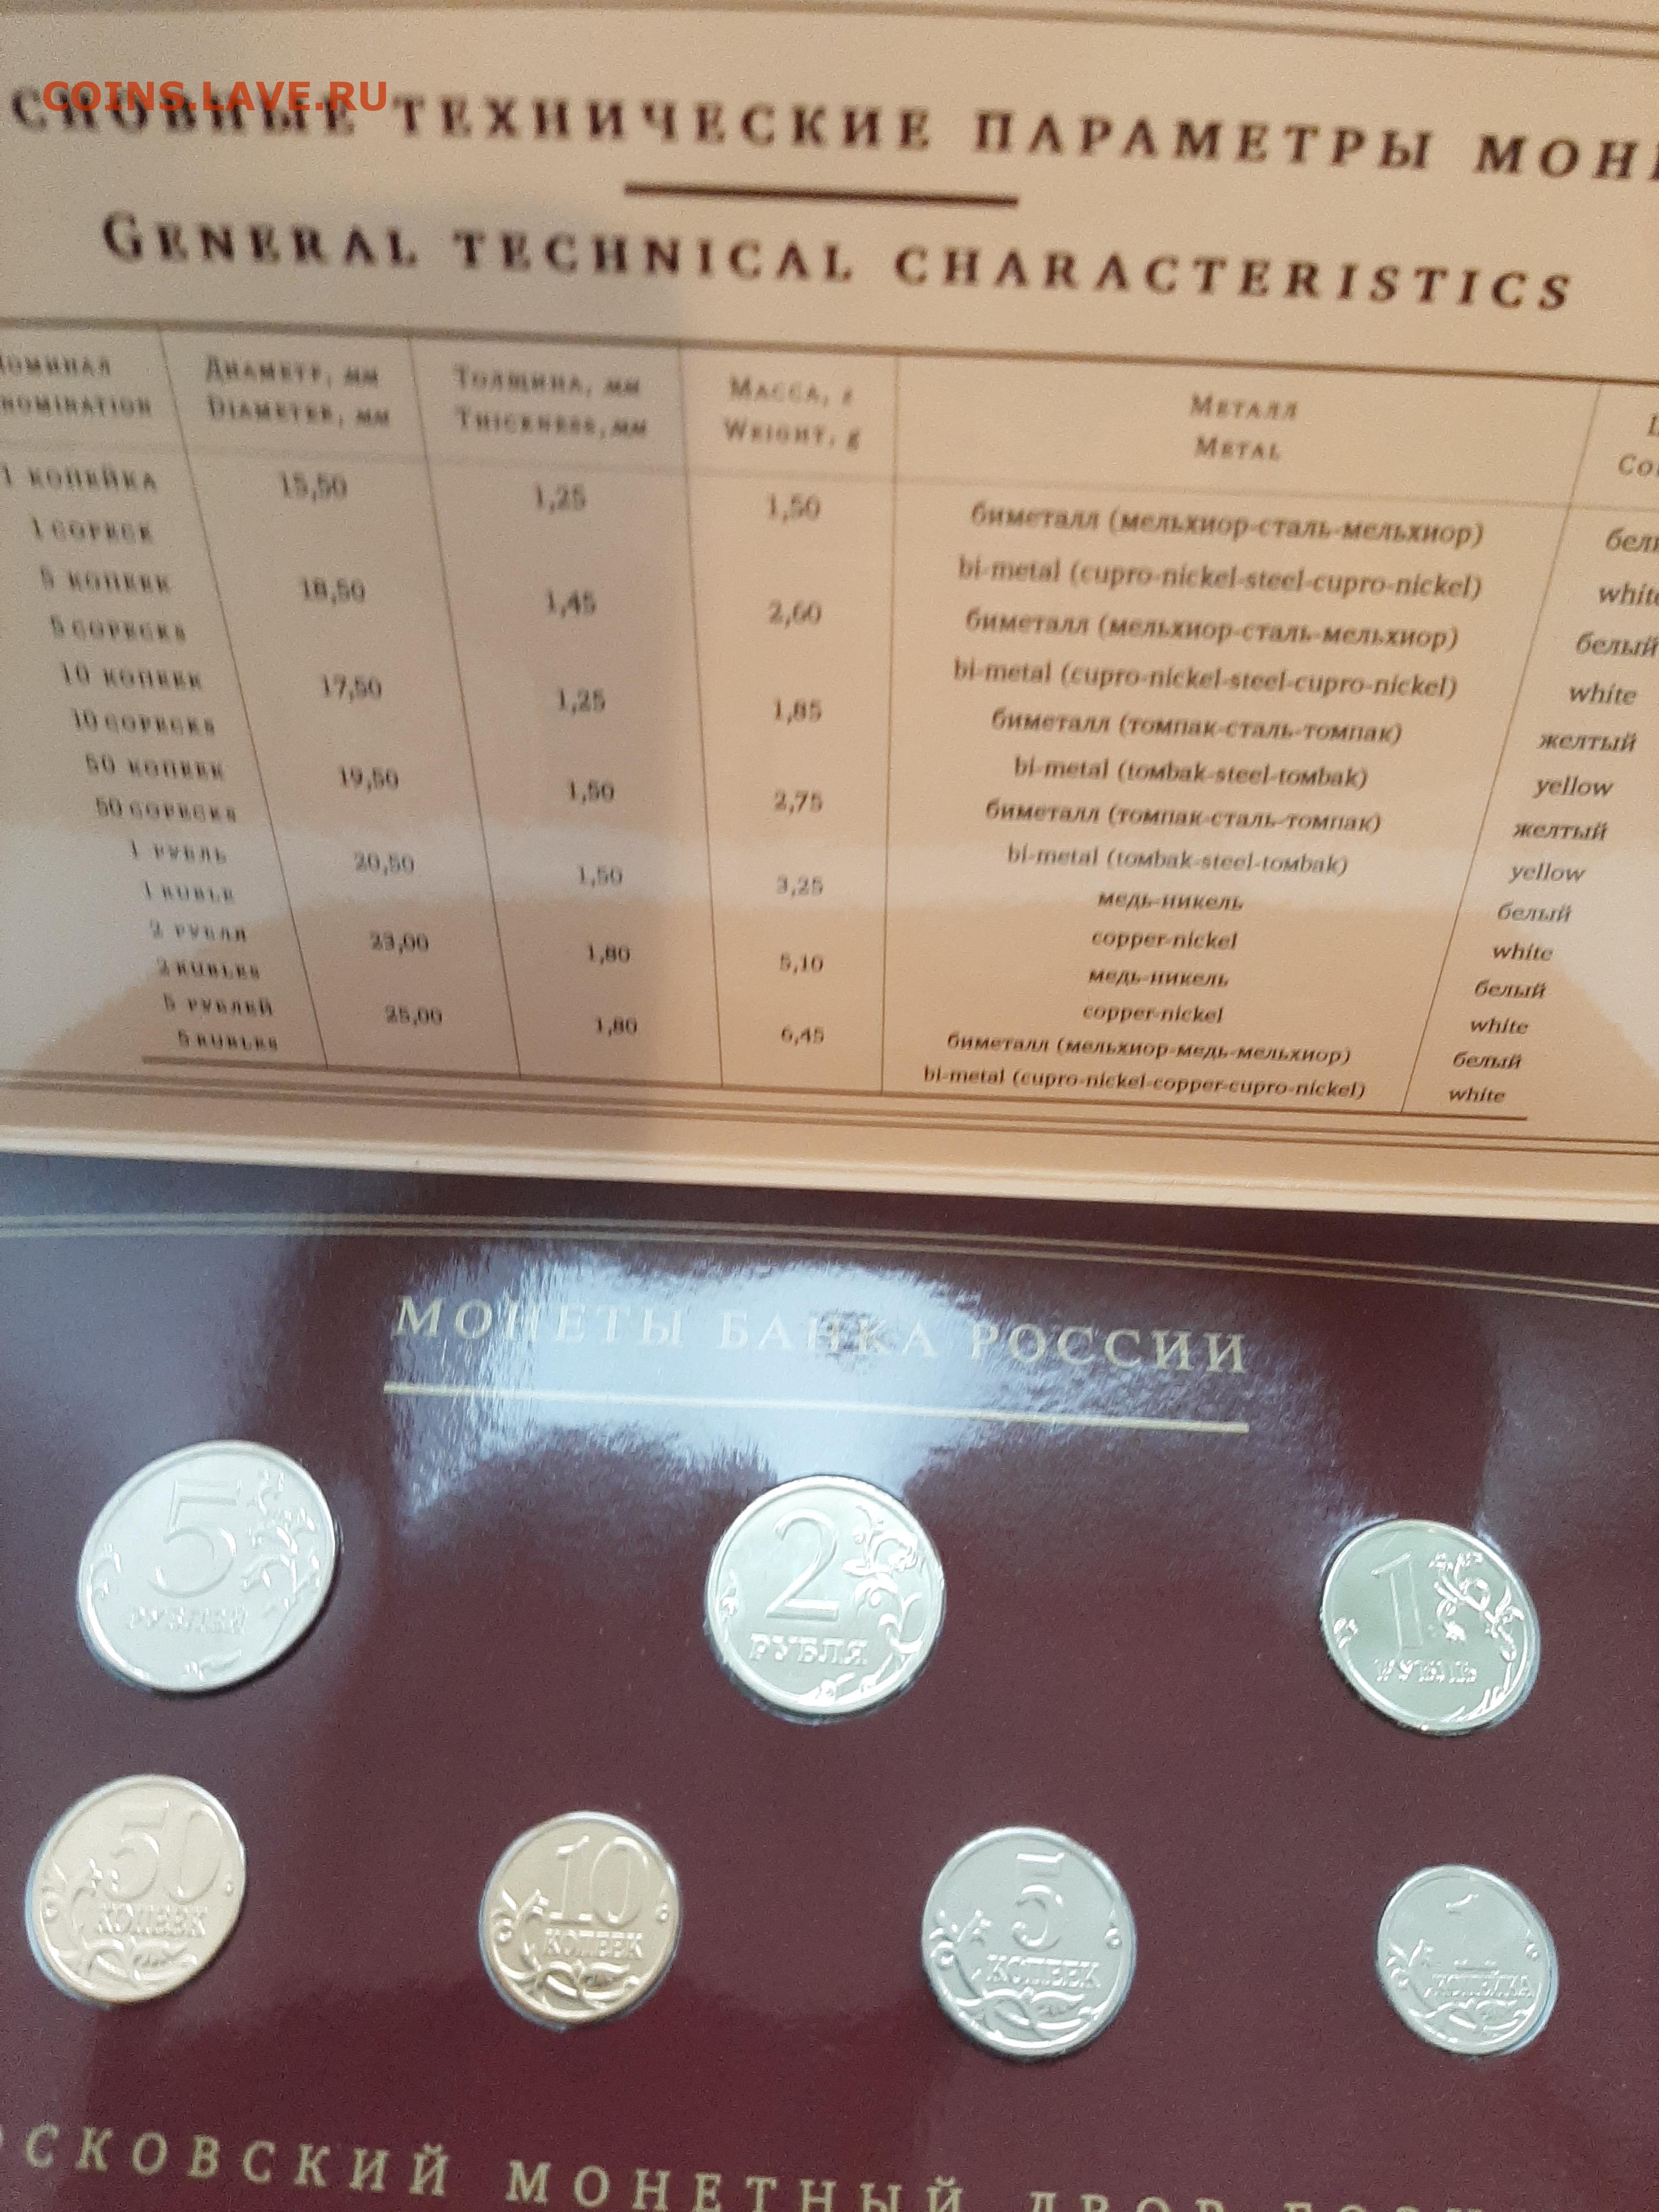 COINS.LAVE.RU
СНОВНЫЕ ТЕХНИЧЕСКИЕ ПАРАМЕТРЫ МОН
GENERAL TECHNICAL CHARACTERISTICS
НОМИНАЛ ДИАМЕТР, ММ ТОЛЩИНА, ММ МАССА, г МЕТАЛЛ
NOMINATION DIAMETER, ММ THICKNESS, ММ WEIGHT, g METAL CO
1 КОПЕЙКА 15,50 1,25 1,50 биметалл (мельхиор-сталь-мельхиор) бел
1 COPECK bi-metal (cupro-nickel-steel-cupro-nickel) white
5 КОПЕЕК 18,50 1,45 2,60 биметалл (мельхиор-сталь-мельхиор) белый
5 COPECKS bi-metal (cupro-nickel-steel-cupro-nickel) white
10 КОПЕЕК 17,50 1,25 1,85 биметалл (томпак-сталь-томпак) желтый
10 COPECKS bi-metal (tombak-steel-tombak) yellow
50 КОПЕЕК 19,50 1,50 2,75 биметалл (томпак-сталь-томпак) желтый
50 COPECKS bi-metal (tombak-steel-tombak) yellow
1 РУБЛЬ 20,50 1,50 3,25 медь-никель белый
1 RUBLE copper-nickel white
2 РУБЛЯ 23,00 1,80 5,10 медь-никель белый
2 RUBLES copper-nickel white
5 РУБЛЕЙ 25,00 1,80 6,45 биметалл (мельхиор-медь-мельхиор) белый
5 RUBLES bi-metal (cupro-nickel-copper-cupro-nickel) white
МОНЕТЫ БАНКА РОССИИ
5 РУБЛЕЙ
2 РУБЛЯ
1 РУБЛЬ
50 КОПЕЕК
10 КОПЕЕК
5 КОПЕЕК
1 КОПЕЙКА
ОСКОВСКИЙ МОНЕТНЫЙ ДВОР